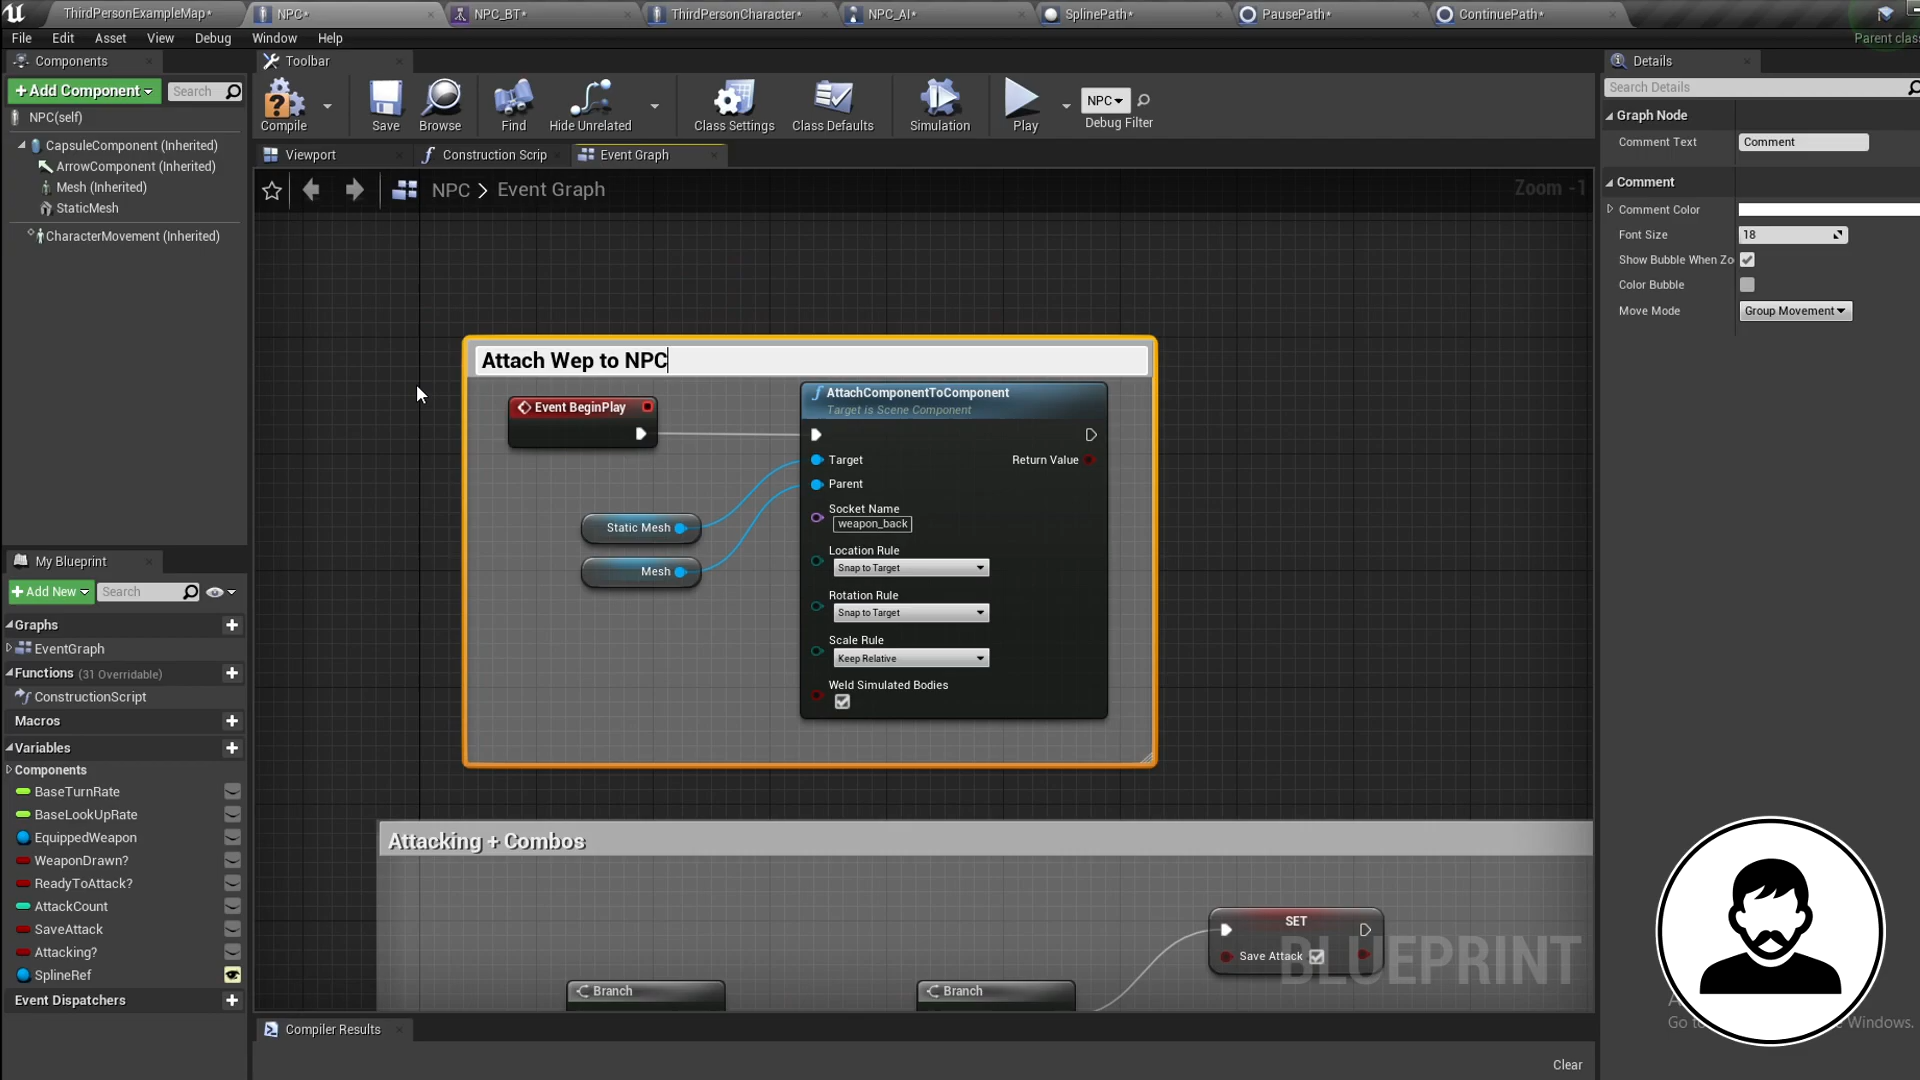 ThirdPersonExampleMap*
NPC*
NPC_BT*
ThirdPersonCharacter*
NPC_AI*
SplinePath*
PausePath*
ContinuePath*
File Edit Asset View Debug Window Help
Parent clas
Components
Toolbar
Details
+Add Component
Search
Search Details
NPC(self)
CapsuleComponent (Inherited)
ArrowComponent (Inherited)
Mesh (Inherited)
StaticMesh
CharacterMovement (Inherited)
Compile
Save
Browse
Find
Hide Unrelated
Class Settings
Class Defaults
Simulation
Play
NPC
Debug Filter
Viewport
Construction Scrip
Event Graph
NPC > Event Graph
Zoom -1
Graph Node
Comment Text
Comment
Comment
Comment Color
Font Size
18
Show Bubble When Zo
Color Bubble
Move Mode
Group Movement
Attach Wep to NPC
Event BeginPlay
AttachComponentToComponent
Target is Scene Component
Target
Return Value
Parent
Socket Name
weapon_back
Static Mesh
Location Rule
Snap to Target
Mesh
Rotation Rule
Snap to Target
Scale Rule
Keep Relative
Weld Simulated Bodies
My Blueprint
+Add New
Search
Graphs
EventGraph
Functions (31 Overridable)
ConstructionScript
Macros
Variables
Components
BaseTurnRate
BaseLookUpRate
EquippedWeapon
WeaponDrawn?
ReadyToAttack?
AttackCount
SaveAttack
Attacking?
SplineRef
Event Dispatchers
Attacking + Combos
SET
Save Attack
Branch
Branch
BLUEPRINT
Compiler Results
Go to
Windows.
Clear